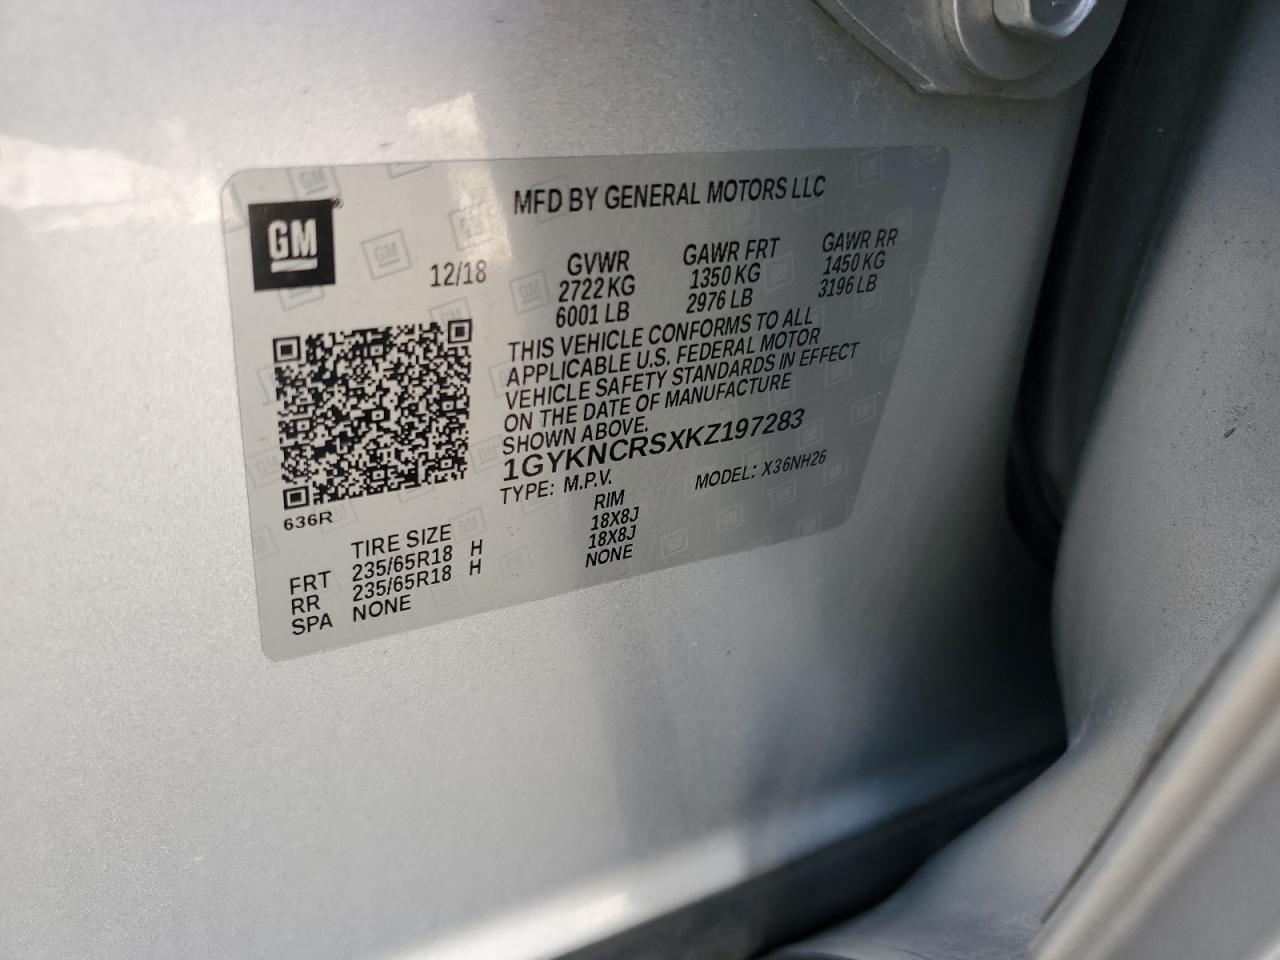 GM®
MFD BY GENERAL MOTORS LLC
12/18
GVWR GAWR FRT GAWR RR
2722 KG 1350 KG 1450 KG
6001 LB 2976 LB 3196 LB
THIS VEHICLE CONFORMS TO ALL
APPLICABLE U.S. FEDERAL MOTOR
VEHICLE SAFETY STANDARDS IN EFFECT
ON THE DATE OF MANUFACTURE
SHOWN ABOVE.
1GYKNCRSXKZ197283
TYPE: M.P.V. MODEL: X36NH26
636R
TIRE SIZE RIM
FRT 235/65R18 H 18X8J
RR 235/65R18 H 18X8J
SPA NONE NONE